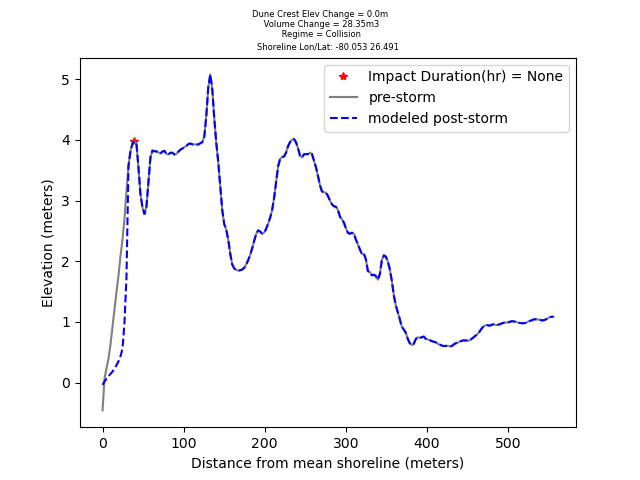 Dune Crest Elev Change = 0.0m
Volume Change = 28.35m3
Regime = Collision
Shoreline Lon/Lat: -80.053 26.491
Impact Duration(hr) = None
pre-storm
modeled post-storm
Elevation (meters)
5
4
3
2
1
0
0 100 200 300 400 500
Distance from mean shoreline (meters)